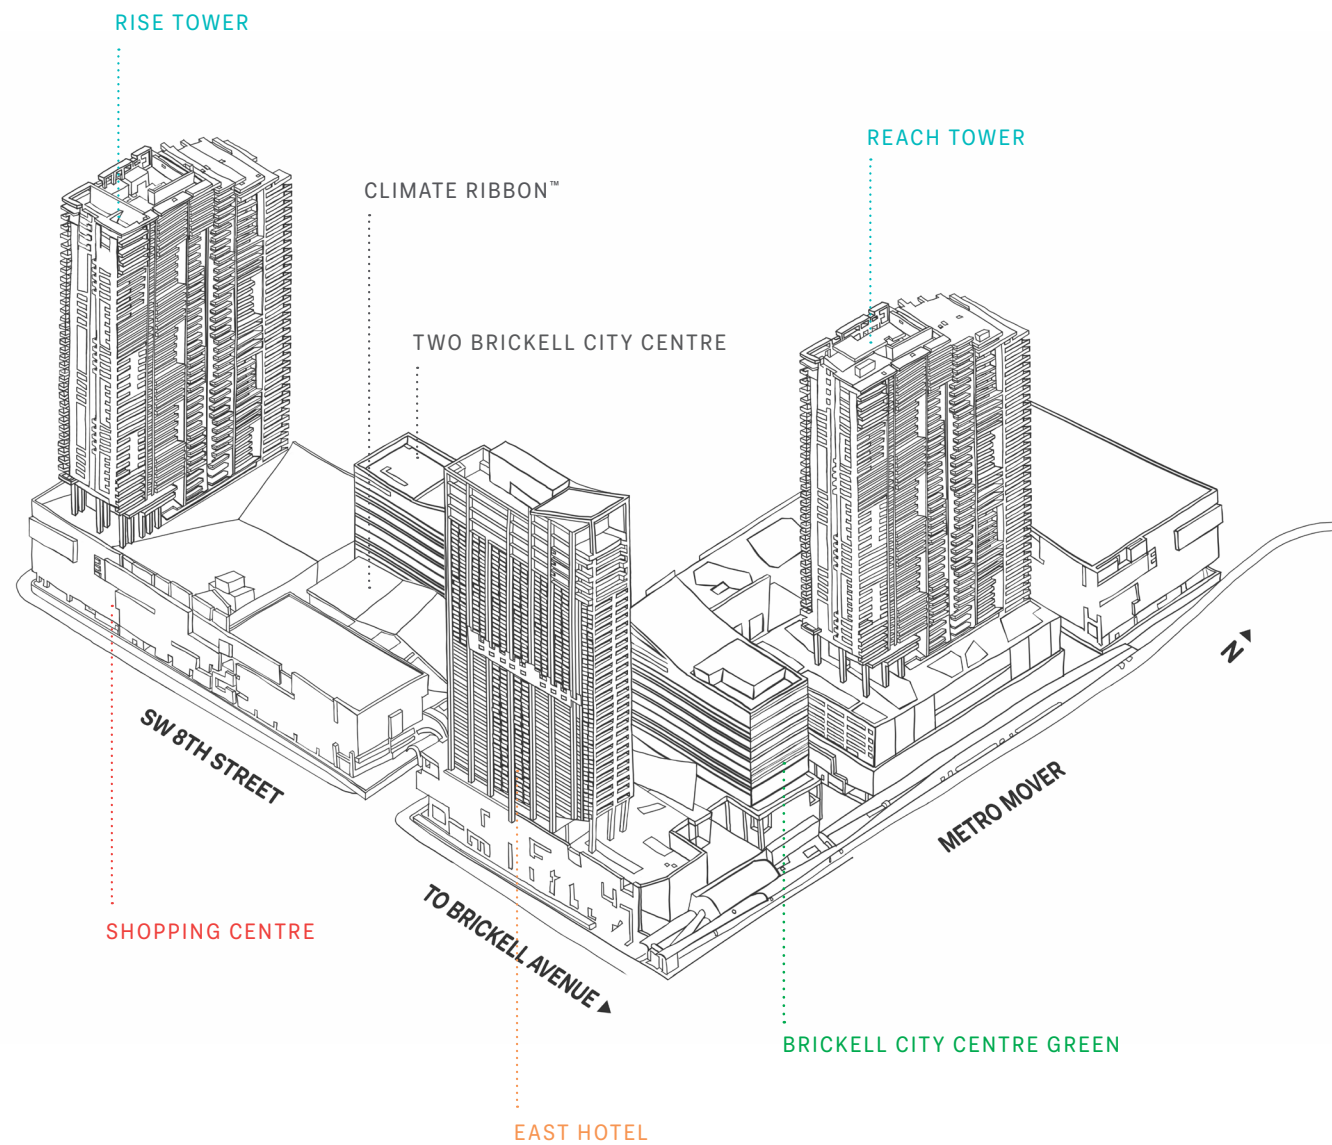 RISE TOWER
REACH TOWER
CLIMATE RIBBON™
TWO BRICKELL CITY CENTRE
N
SW 8TH STREET
METRO MOVER
TO BRICKELL AVENUE
SHOPPING CENTRE
BRICKELL CITY CENTRE GREEN
EAST HOTEL